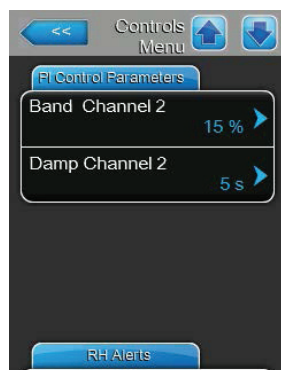 << Controls
Menu
PI Control Parameters
Band Channel 2
15 %
Damp Channel 2
5 s
RH Alerts